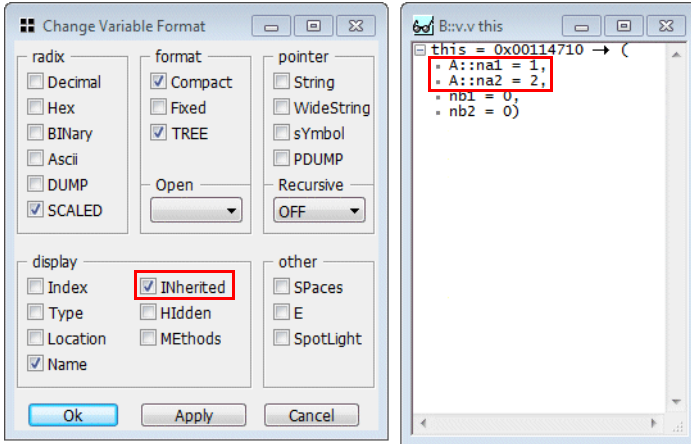 Change Variable Format
radix
Decimal
Hex
BINary
Ascii
DUMP
SCALED
format
Compact
Fixed
TREE
Open
pointer
String
WideString
sYmbol
PDUMP
Recursive
OFF
display
Index
Type
Location
Name
INherited
HIdden
MEthods
other
SPaces
E
SpotLight
Ok
Apply
Cancel
B::v.v this
this = 0x00114710 → (
A::na1 = 1,
A::na2 = 2,
nb1 = 0,
nb2 = 0)